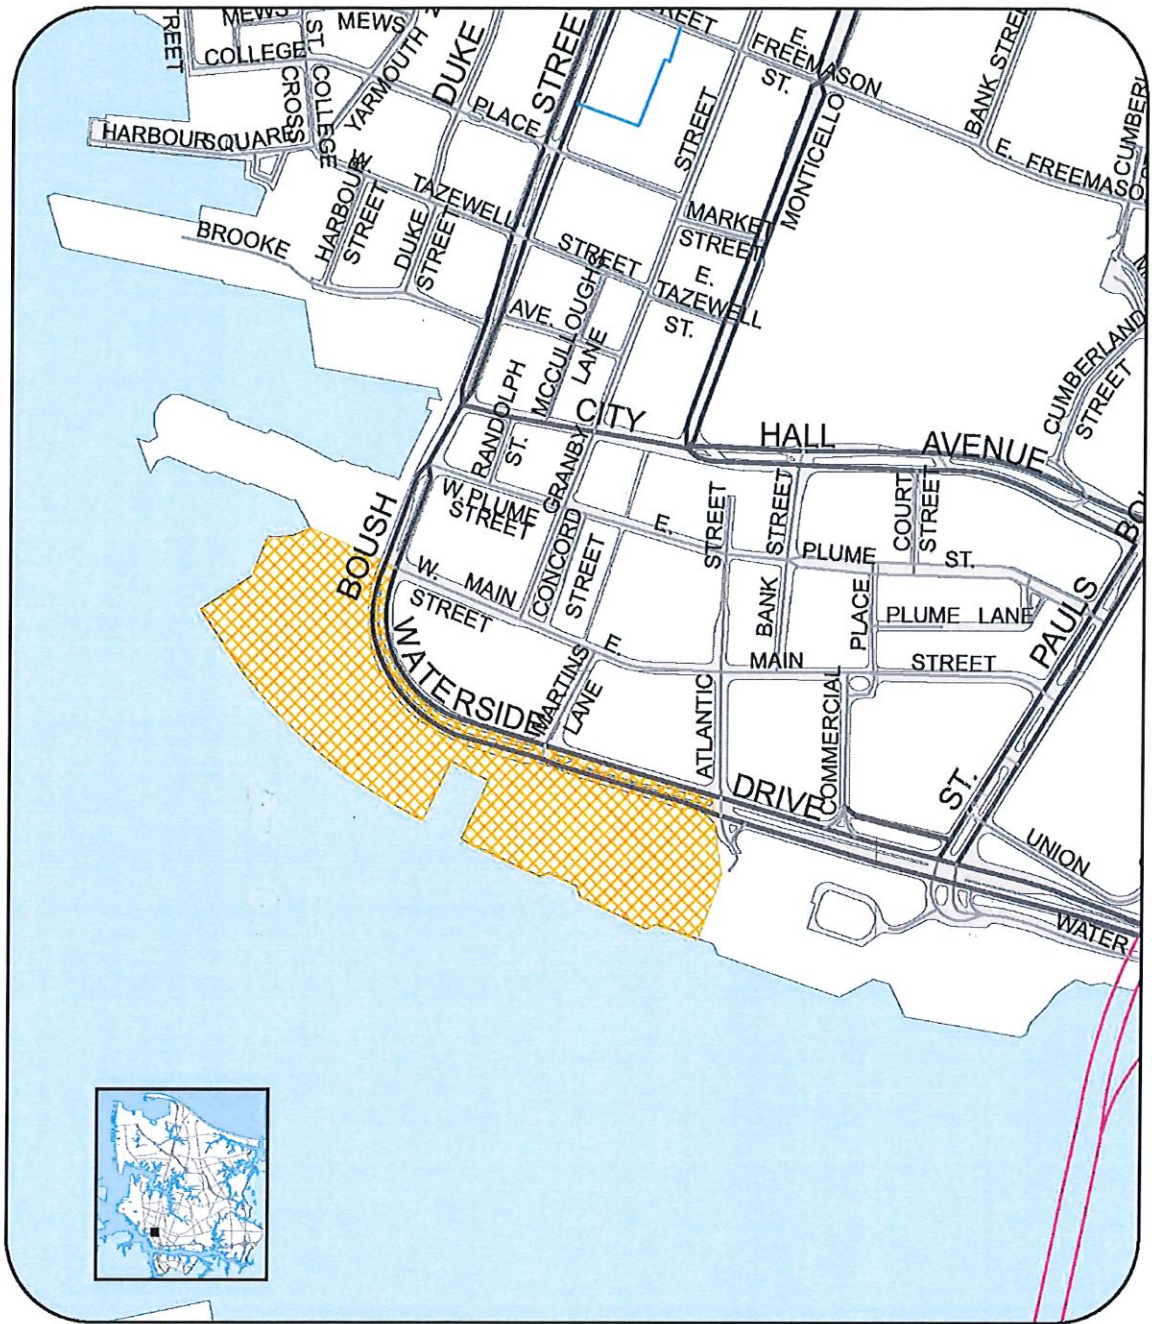 MEWS
ST.
MEWS
DUKE
STREET
E.
FREEMASON
ST.
BANK
COLLEGE
PLACE
CROSS
COLLEGE
YARMOUTH
STREET
MONTICELLO
HARBOUR SQUARE
E. FREEMASO
W.
TAZEWELL
STREET
E.
TAZEWELL
ST.
HARBOUR
STREET
DUKE
STREET
MARKET
STREET
BROOKE
AVE.
MCCULLOUGH
LANE
CUMBERLAND
STREET
RANDOLPH
ST.
CITY
HALL
AVENUE
GRANBY
BOUSH
W. PLUME
STREET
E.
PLUME
ST.
STREET
STREET
COURT
STREET
CONCORD
STREET
BANK
PLACE
PLUME LANE
PAULS
W.
MAIN
STREET
E.
MAIN
STREET
WATERSIDE
MARTINS
LANE
ATLANTIC
COMMERCIAL
DRIVE
ST.
UNION
WATER